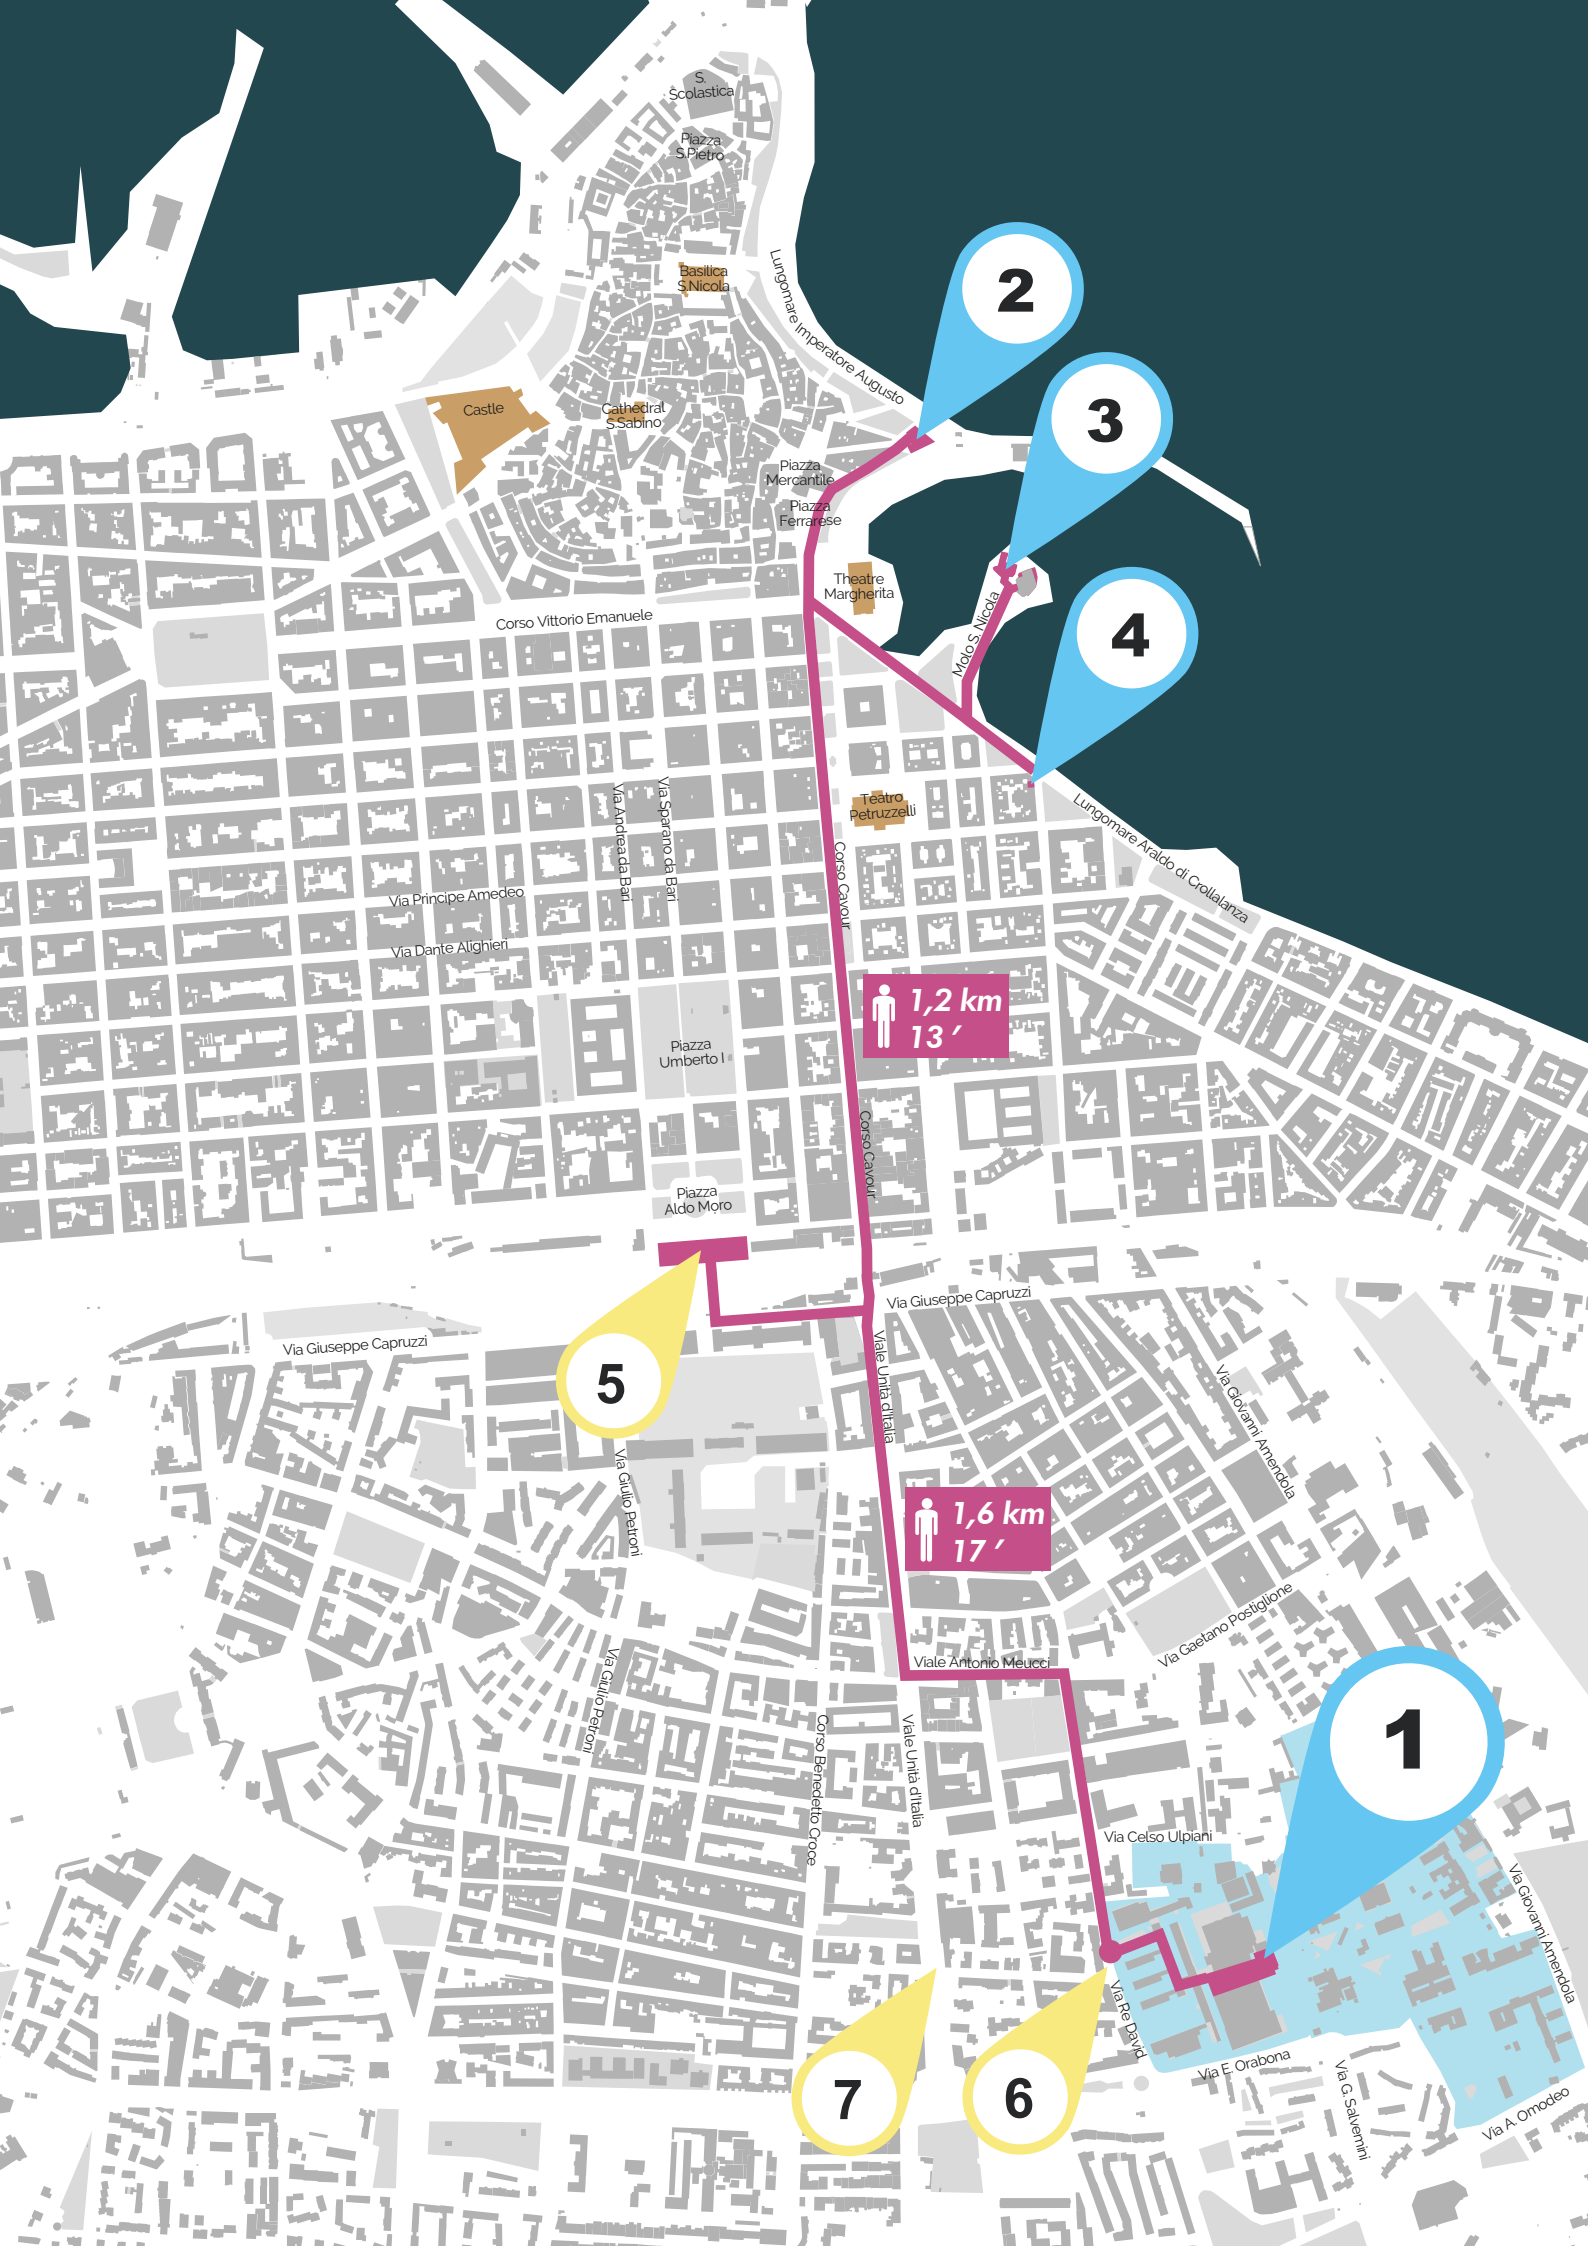 S.
Scolastica
Piazza
S.Pietro
Basilica
S.Nicola
Lungomare Imperatore Augusto
2
3
Castle
Cathedral
S.Sabino
Piazza
Mercantile
Piazza
Ferrarese
Theatre
Margherita
Molo S. Nicola
4
Corso Vittorio Emanuele
Via Andrea da Bari
Via Sparano da Bari
Teatro
Petruzzelli
Lungomare Araldo di Crollalanza
Corso Cavour
Via Principe Amedeo
Via Dante Alighieri
1,2 km
13 ′
Piazza
Umberto I
Corso Cavour
Piazza
Aldo Moro
Via Giuseppe Capruzzi
Via Giuseppe Capruzzi
5
Viale Unità d'Italia
Via Giovanni Amendola
Via Giulio Petroni
1,6 km
17 ′
Via Gaetano Postiglione
Viale Antonio Meucci
Via Giulio Petroni
Corso Benedetto Croce
Viale Unità d'Italia
1
Via Celso Ulpiani
Via Giovanni Amendola
Via Re David
Via E. Orabona
Via G. Salvemini
Via A. Omodeo
7
6